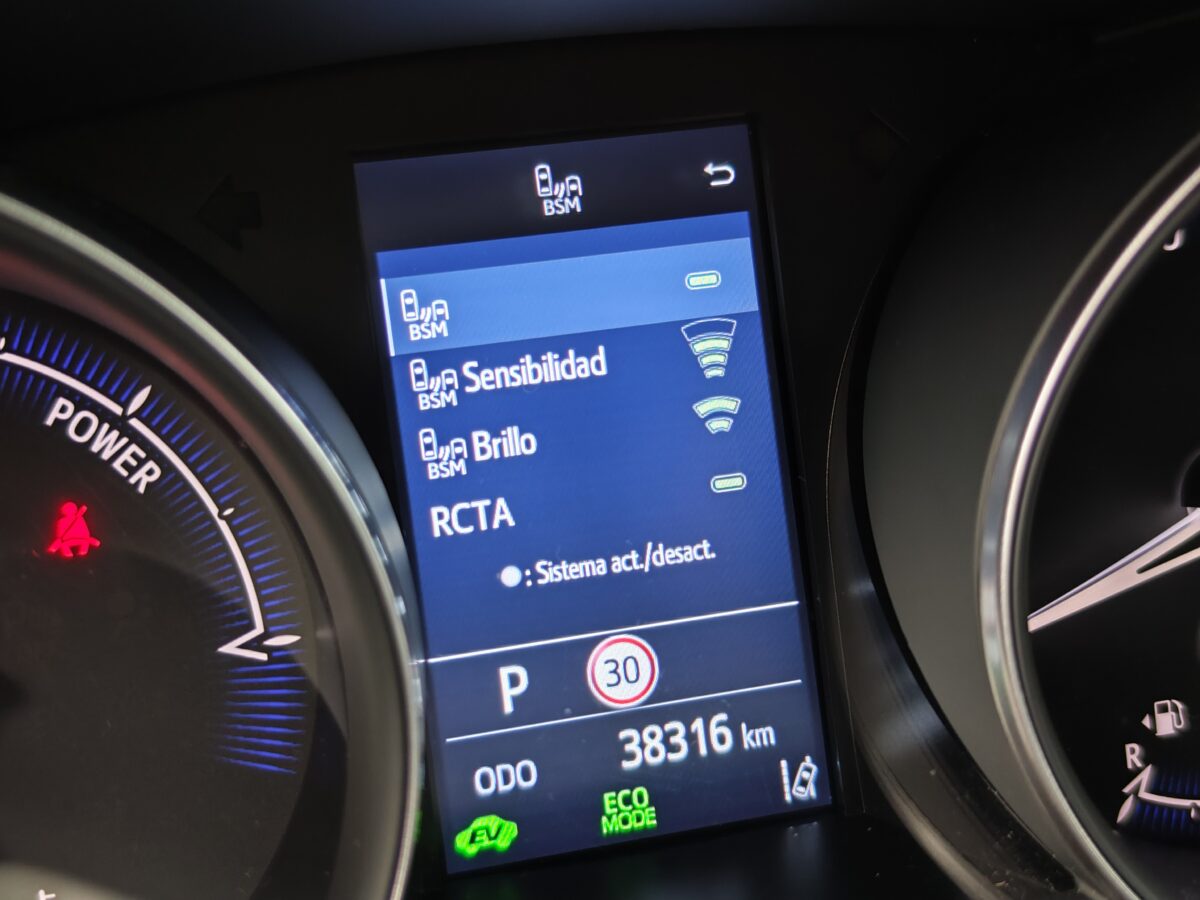 BSM
BSM
BSM Sensibilidad
BSM Brillo
RCTA
: Sistema act./desact.
P 30
ODO 38316 km
EV ECO MODE
POWER
R